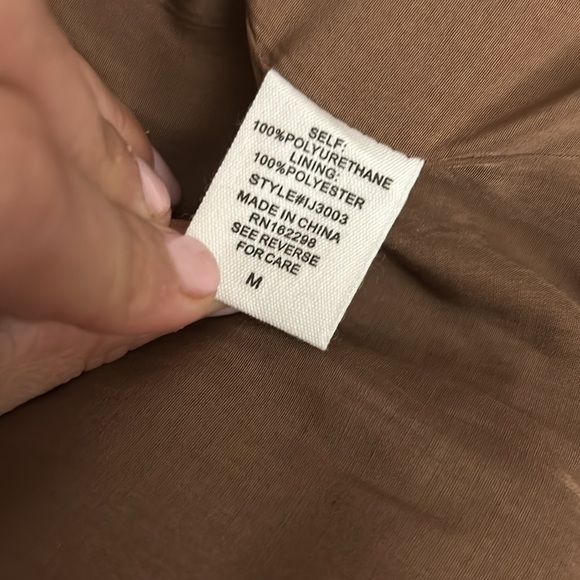 SELF:
100%POLYURETHANE
LINING:
100%POLYESTER
STYLE#IJ3003
MADE IN CHINA
RN162298
SEE REVERSE
FOR CARE
M